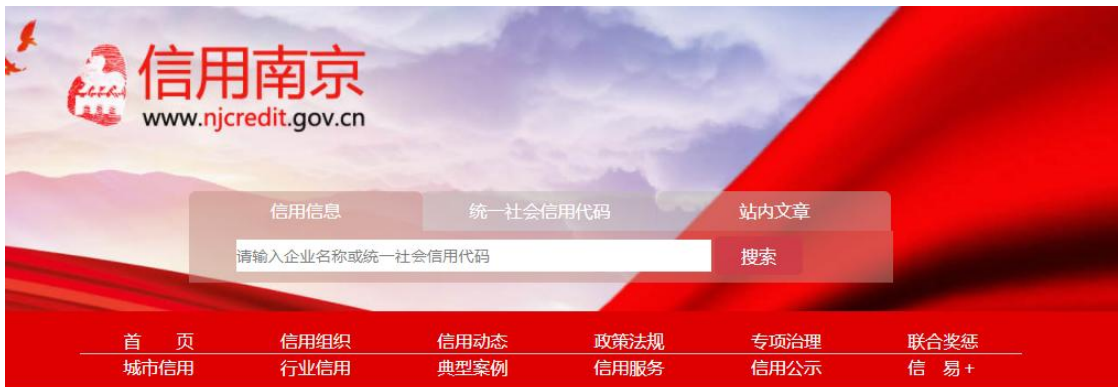 信用南京
www.njcredit.gov.cn
信用信息 统一社会信用代码 站内文章
请输入企业名称或统一社会信用代码 搜索
首 页 信用组织 信用动态 政策法规 专项治理 联合奖惩
城市信用 行业信用 典型案例 信用服务 信用公示 信 易+